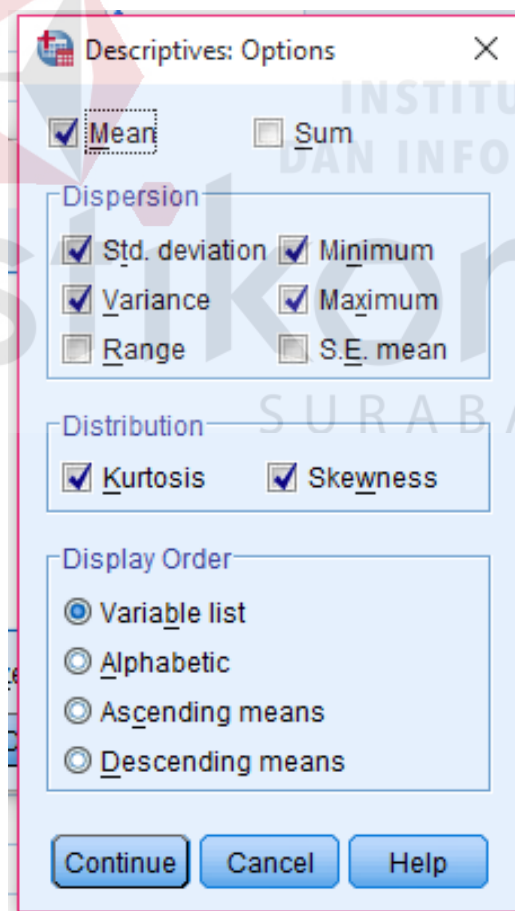 Descriptives: Options
INSTITU
Mean Sum
DAN INFO
Dispersion
Std. deviation Minimum
Variance Maximum
Range S.E. mean
stikom
SURABA
Distribution
Kurtosis Skewness
Display Order
Variable list
Alphabetic
Ascending means
Descending means
Continue Cancel Help